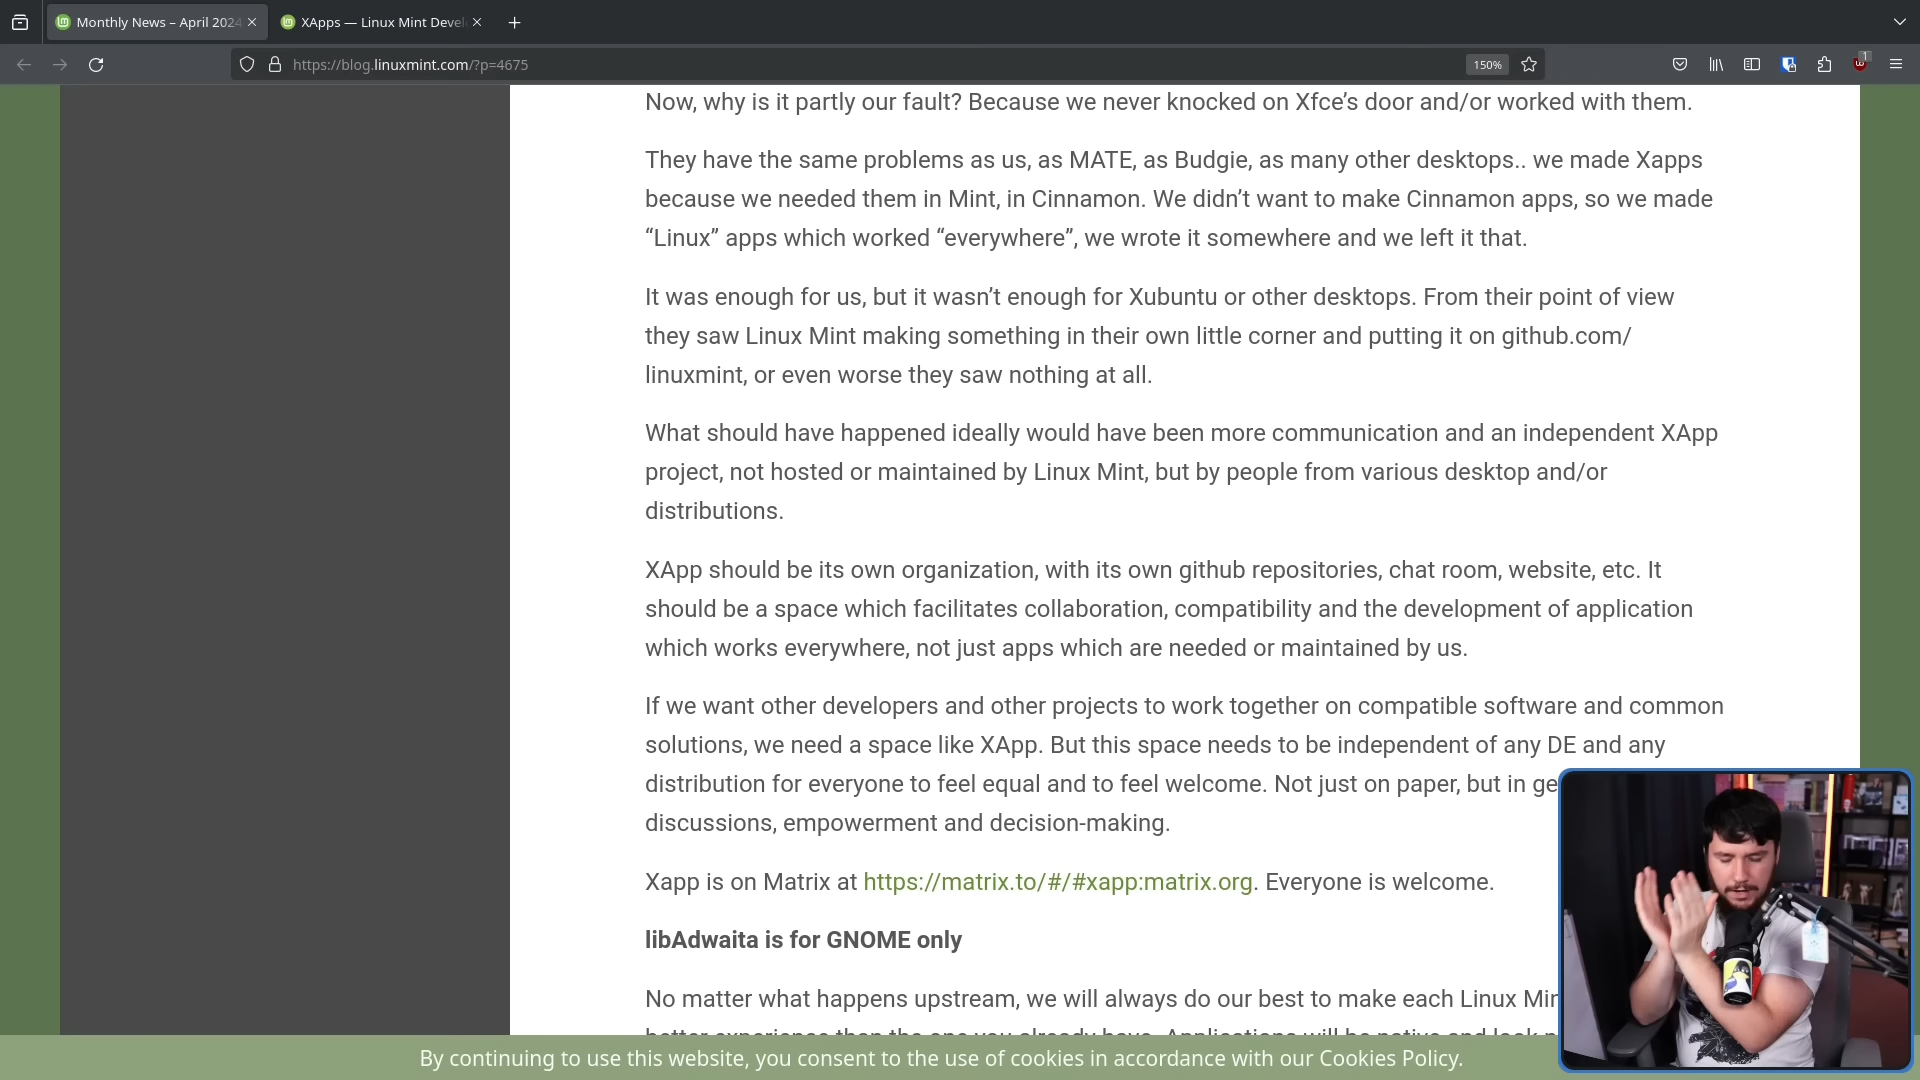 Monthly News – April 2024
XApps — Linux Mint Devel
https://blog.linuxmint.com/?p=4675
150%
1
Now, why is it partly our fault? Because we never knocked on Xfce’s door and/or worked with them.
They have the same problems as us, as MATE, as Budgie, as many other desktops.. we made Xapps
because we needed them in Mint, in Cinnamon. We didn’t want to make Cinnamon apps, so we made
“Linux” apps which worked “everywhere”, we wrote it somewhere and we left it that.
It was enough for us, but it wasn’t enough for Xubuntu or other desktops. From their point of view
they saw Linux Mint making something in their own little corner and putting it on github.com/
linuxmint, or even worse they saw nothing at all.
What should have happened ideally would have been more communication and an independent XApp
project, not hosted or maintained by Linux Mint, but by people from various desktop and/or
distributions.
XApp should be its own organization, with its own github repositories, chat room, website, etc. It
should be a space which facilitates collaboration, compatibility and the development of application
which works everywhere, not just apps which are needed or maintained by us.
If we want other developers and other projects to work together on compatible software and common
solutions, we need a space like XApp. But this space needs to be independent of any DE and any
distribution for everyone to feel equal and to feel welcome. Not just on paper, but in ge
discussions, empowerment and decision-making.
Xapp is on Matrix at https://matrix.to/#/#xapp:matrix.org. Everyone is welcome.
libAdwaita is for GNOME only
No matter what happens upstream, we will always do our best to make each Linux Min
better experience than the one you already have. Applications will be native and look
By continuing to use this website, you consent to the use of cookies in accordance with our Cookies Policy.